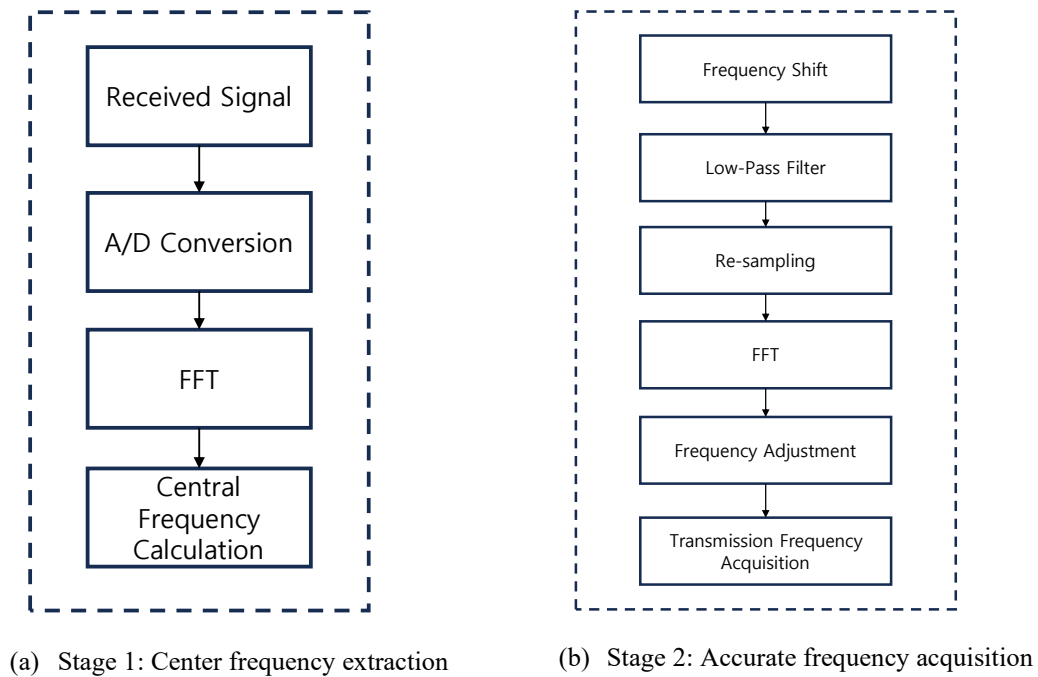 Received Signal
A/D Conversion
FFT
Central
Frequency
Calculation
(a) Stage 1: Center frequency extraction
Frequency Shift
Low-Pass Filter
Re-sampling
FFT
Frequency Adjustment
Transmission Frequency
Acquisition
(b) Stage 2: Accurate frequency acquisition